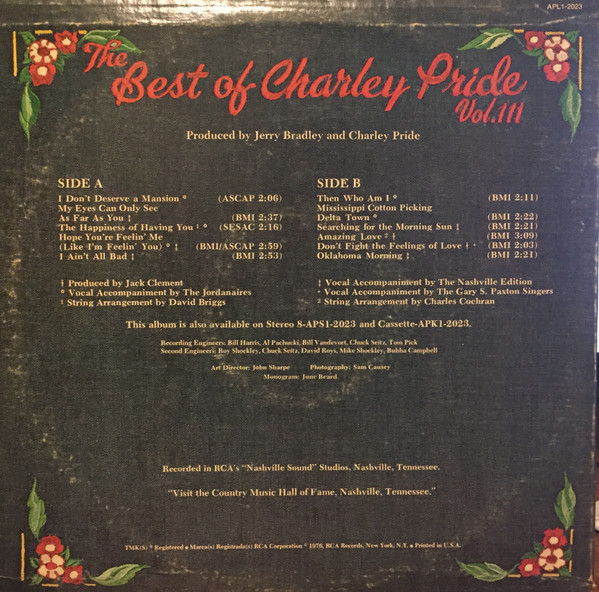 APL1-2023
The
Best of Charley Pride
Vol. III
Produced by Jerry Bradley and Charley Pride
SIDE A
I Don't Deserve a Mansion * (ASCAP 2:06)
My Eyes Can Only See
As Far As You ‡ (BMI 2:37)
The Happiness of Having You ¹ * (SESAC 2:16)
Hope You're Feelin' Me
(Like I'm Feelin' You) * ‡ (BMI/ASCAP 2:59)
I Ain't All Bad ‡ (BMI 2:53)
SIDE B
Then Who Am I * (BMI 2:11)
Mississippi Cotton Picking
Delta Town * (BMI 2:22)
Searching for the Morning Sun ‡ (BMI 2:21)
Amazing Love ² ‡ (BMI 3:09)
Don't Fight the Feelings of Love † ⁺ (BMI 2:03)
Oklahoma Morning ‡ (BMI 2:21)
† Produced by Jack Clement
* Vocal Accompaniment by The Jordanaires
¹ String Arrangement by David Briggs
‡ Vocal Accompaniment by The Nashville Edition
⁺ Vocal Accompaniment by The Gary S. Paxton Singers
² String Arrangement by Charles Cochran
This album is also available on Stereo 8-APS1-2023 and Cassette-APK1-2023.
Recording Engineers: Bill Harris, Al Pachucki, Bill Vandevort, Chuck Seitz, Tom Pick
Second Engineers: Roy Shockley, Chuck Seitz, David Boys, Mike Shockley, Bubba Campbell
Art Director: John Sharpe Photography: Sam Causey
Monogram: June Beard
Recorded in RCA's "Nashville Sound" Studios, Nashville, Tennessee.
"Visit the Country Music Hall of Fame, Nashville, Tennessee."
TMK(S) ® Registered • Marca(s) Registrada(s) RCA Corporation © 1976, RCA Records, New York, N.Y. • Printed in U.S.A.